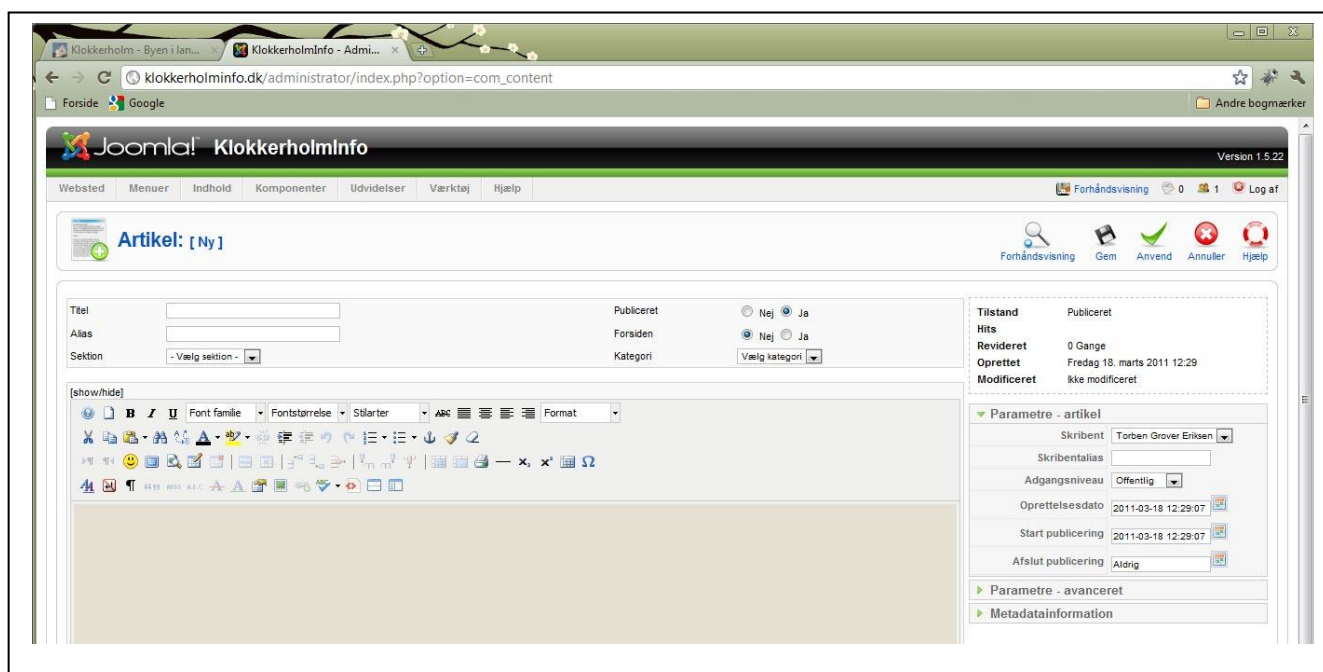 Klokkerholm - Byen i lan...
KlokkerholmInfo - Admi...
klokkerholminfo.dk/administrator/index.php?option=com_content
Forside Google Andre bogmærker
Joomla! KlokkerholmInfo
Version 1.5.22
Websted Menuer Indhold Komponenter Udvidelser Værktøj Hjælp
Forhåndsvisning 0 1 Log af
Artikel: [ Ny ]
Forhåndsvisning Gem Anvend Annuller Hjælp
Titel
Alias
Sektion - Vælg sektion -
Publiceret Nej Ja
Forsiden Nej Ja
Kategori Vælg kategori
[show/hide]
B I U Font familie Fontstørrelse Stilarter ABC Format
Tilstand Publiceret
Hits
Revideret 0 Gange
Oprettet Fredag 18. marts 2011 12:29
Modificeret Ikke modificeret
Parametre - artikel
Skribent Torben Grover Eriksen
Skribentalias
Adgangsniveau Offentlig
Oprettelsesdato 2011-03-18 12:29:07
Start publicering 2011-03-18 12:29:07
Afslut publicering Aldrig
Parametre - avanceret
Metadatainformation